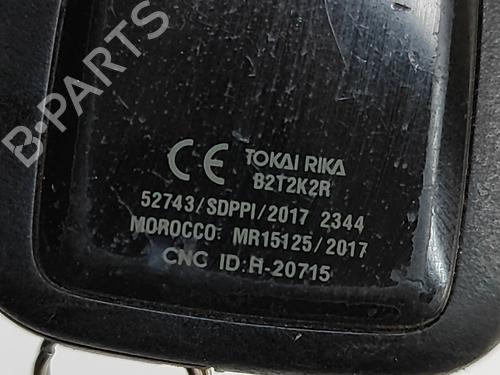 B-PARTS
CE TOKAI RIKA
B2T2K2R
52743/SDPPI/2017 2344
MOROCCO: MR15125/2017
CNC ID:H-20715